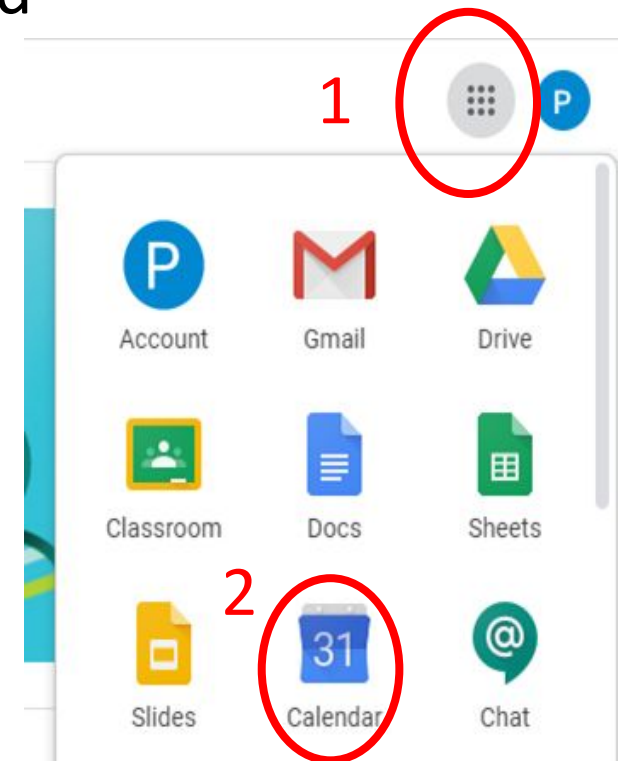 1
P
P
Account Gmail Drive
Classroom Docs Sheets
2
31
@
Slides Calendar Chat